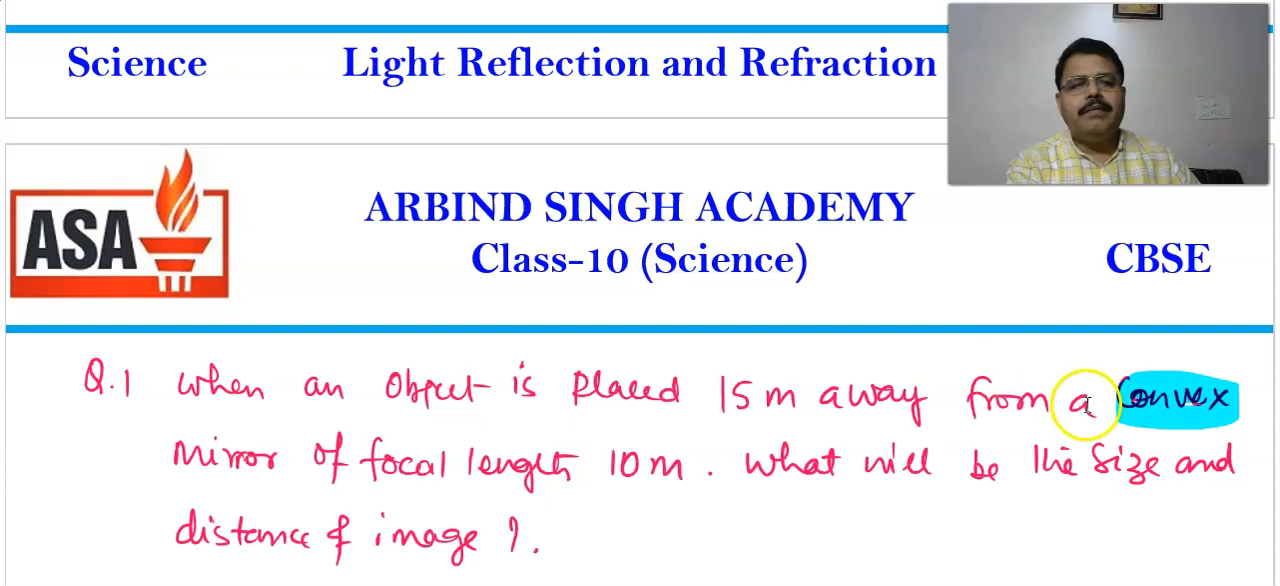 Science Light Reflection and Refraction
ASA
ARBIND SINGH ACADEMY
Class-10 (Science) CBSE
Q.1 When an Object is Placed 15 m away from a Convex
Mirror of focal length 10 m. What will be the Size and
distance of image ?.